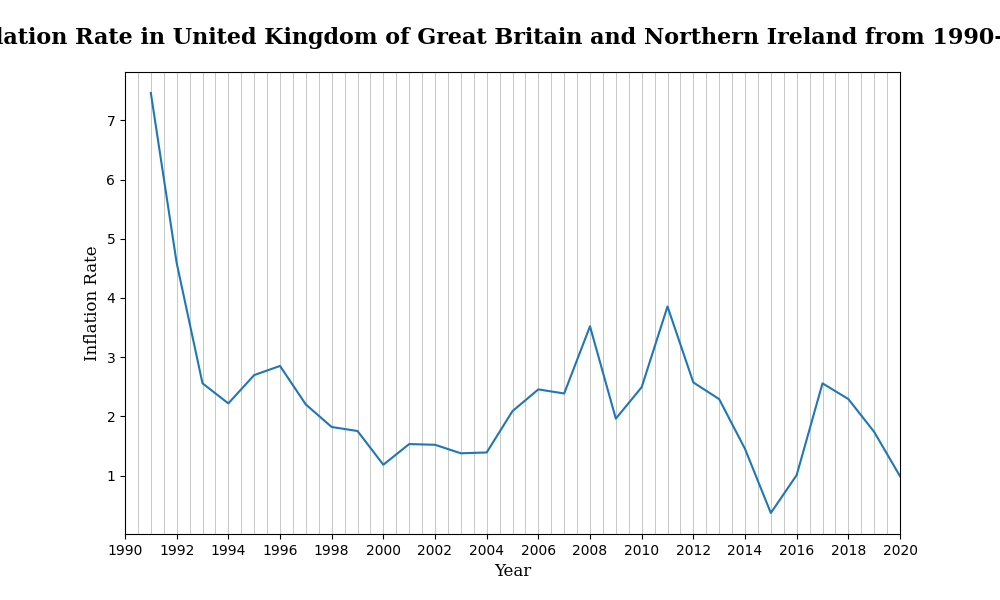 lation Rate in United Kingdom of Great Britain and Northern Ireland from 1990-
7
6
5
4
3
2
1
Inflation Rate
1990 1992 1994 1996 1998 2000 2002 2004 2006 2008 2010 2012 2014 2016 2018 2020
Year